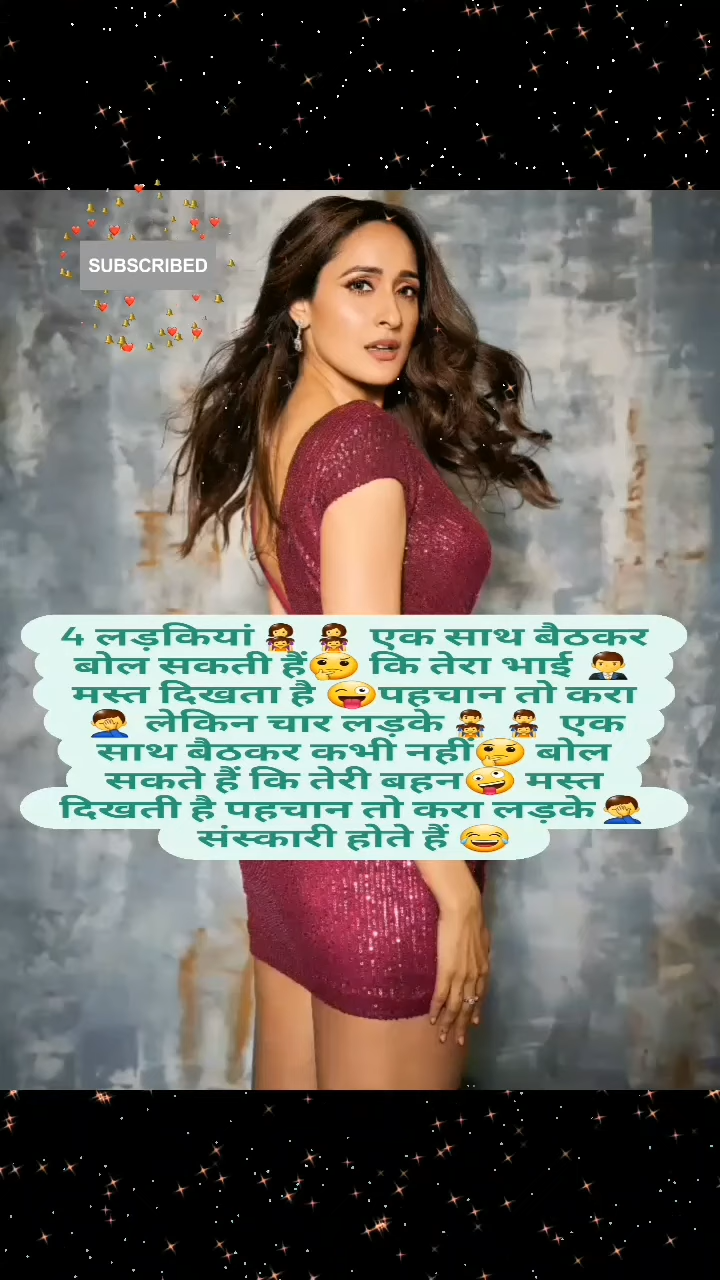 SUBSCRIBED
4 लड़कियां 👩‍👧‍👧 👩‍👧‍👧 एक साथ बैठकर
बोल सकती हैं🤔 कि तेरा भाई 🤵‍♂️
मस्त दिखता है 😜पहचान तो करा
🤦‍♂️ लेकिन चार लड़के 👨‍👧‍👧 👨‍👧‍👧 एक
साथ बैठकर कभी नहीं🤔 बोल
सकते हैं कि तेरी बहन🤪 मस्त
दिखती है पहचान तो करा लड़के 🤦‍♂️
संस्कारी होते हैं 😂